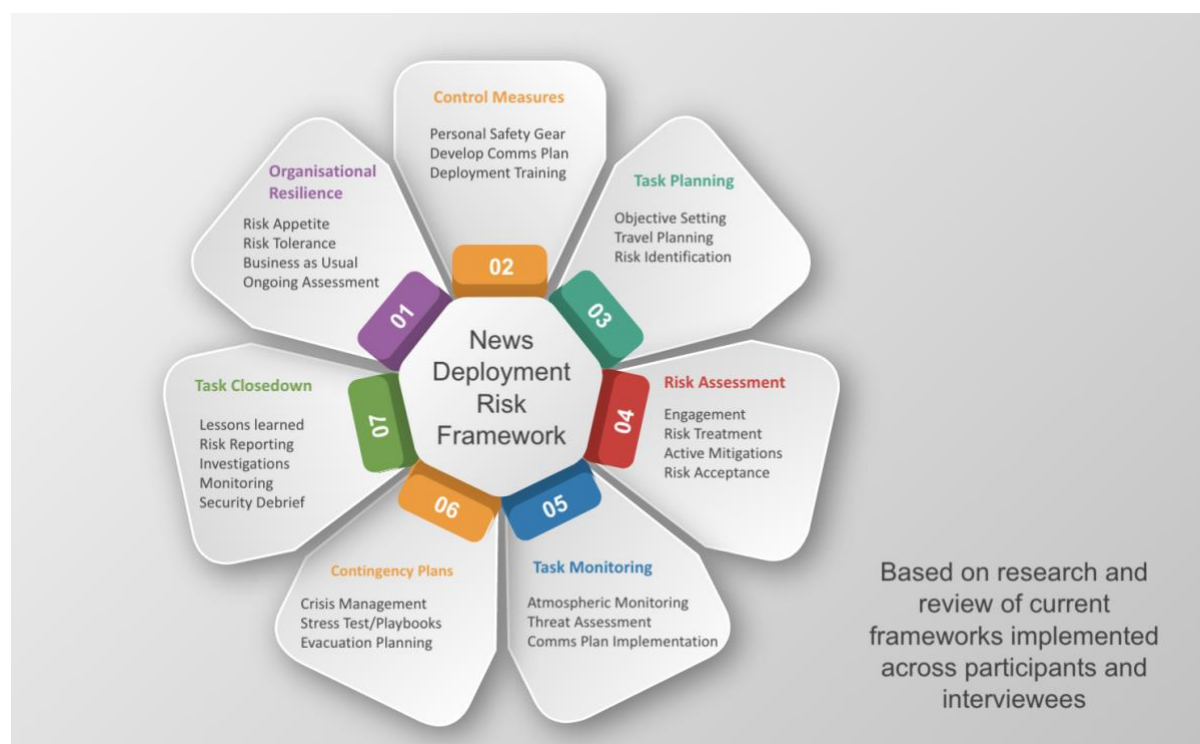 Control Measures
Personal Safety Gear
Develop Comms Plan
Deployment Training
02
Organisational
Resilience
Risk Appetite
Risk Tolerance
Business as Usual
Ongoing Assessment
01
Task Planning
Objective Setting
Travel Planning
Risk Identification
03
News
Deployment
Risk
Framework
Task Closedown
Lessons learned
Risk Reporting
Investigations
Monitoring
Security Debrief
07
Risk Assessment
Engagement
Risk Treatment
Active Mitigations
Risk Acceptance
04
Contingency Plans
Crisis Management
Stress Test/Playbooks
Evacuation Planning
06
Task Monitoring
Atmospheric Monitoring
Threat Assessment
Comms Plan Implementation
05
Based on research and
review of current
frameworks implemented
across participants and
interviewees